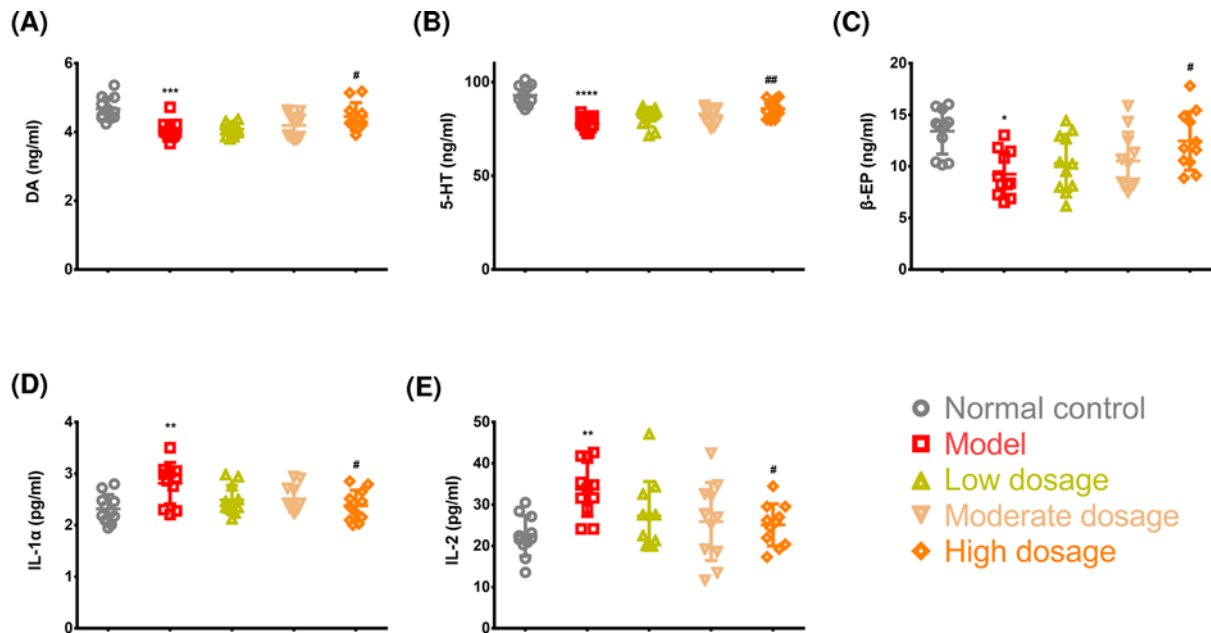 (A)
DA (ng/ml)
6
4
2
0
***
#
(B)
5-HT (ng/ml)
100
50
0
****
##
(C)
β-EP (ng/ml)
20
15
10
5
0
*
#
(D)
IL-1α (pg/ml)
4
3
2
1
0
**
#
(E)
IL-2 (pg/ml)
50
40
30
20
10
0
**
#
Normal control
Model
Low dosage
Moderate dosage
High dosage